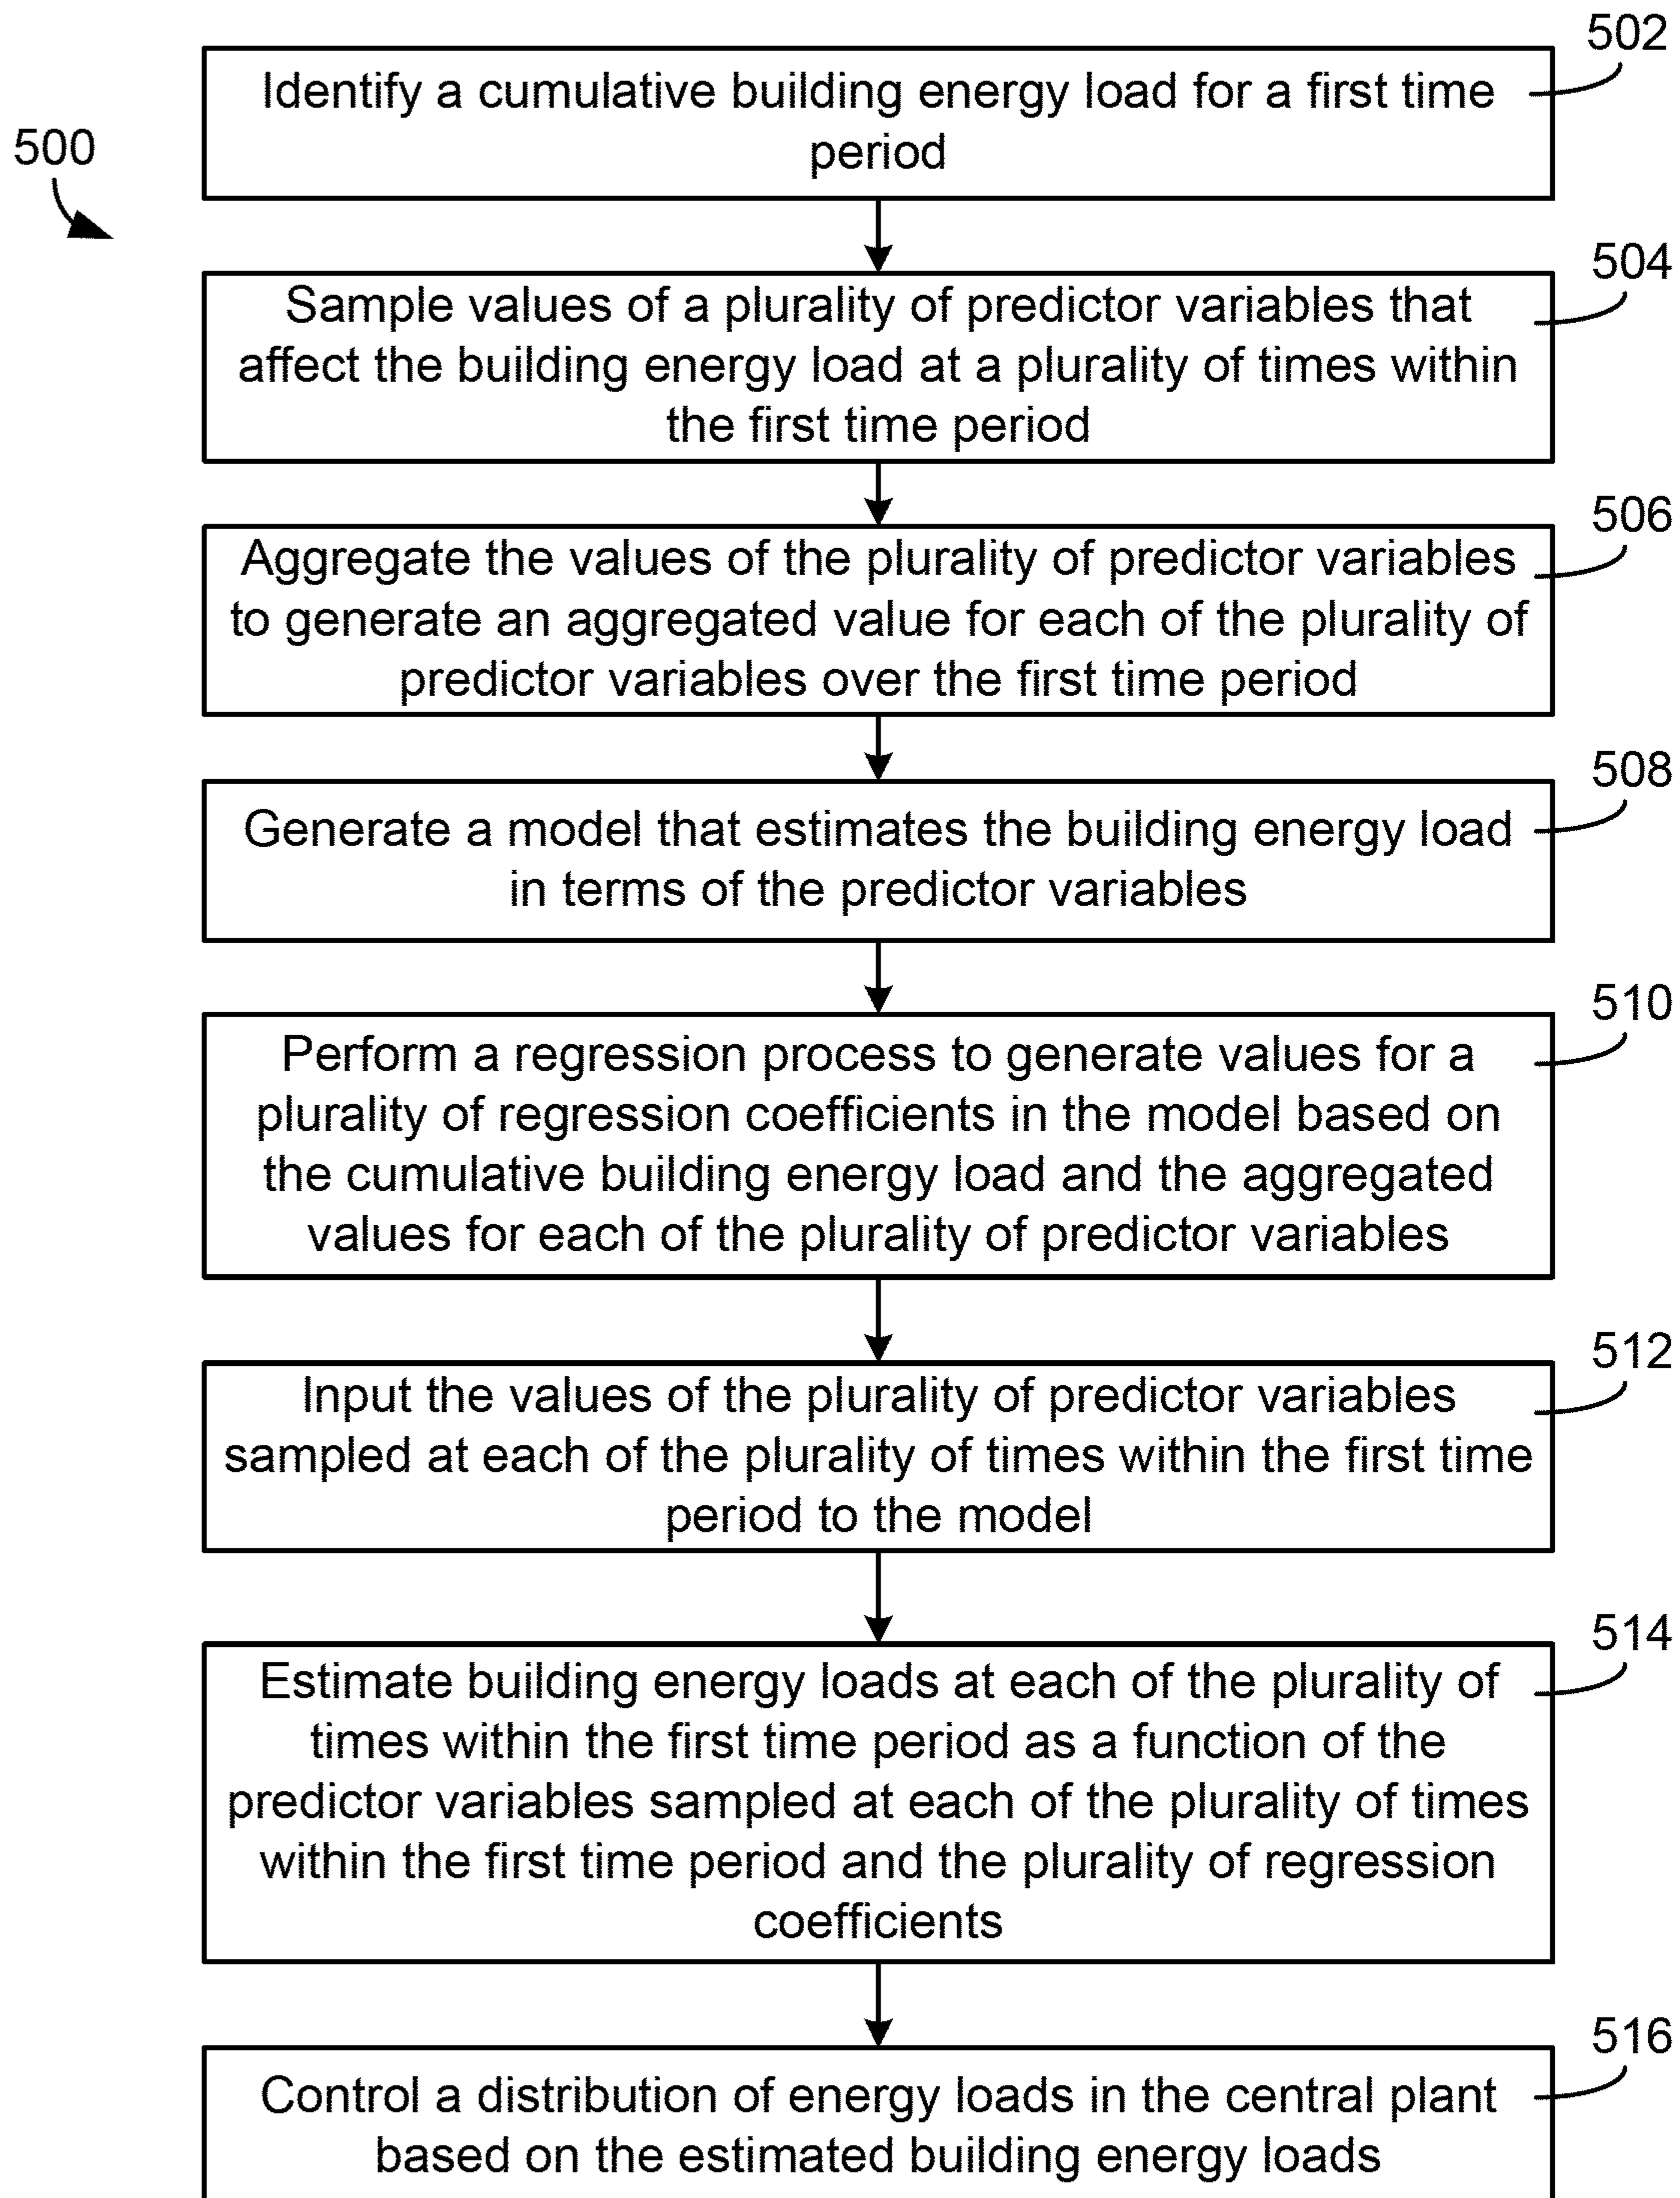 502
Identify a cumulative building energy load for a first time
period
500
504
Sample values of a plurality of predictor variables that
affect the building energy load at a plurality of times within
the first time period
506
Aggregate the values of the plurality of predictor variables
to generate an aggregated value for each of the plurality of
predictor variables over the first time period
508
Generate a model that estimates the building energy load
in terms of the predictor variables
510
Perform a regression process to generate values for a
plurality of regression coefficients in the model based on
the cumulative building energy load and the aggregated
values for each of the plurality of predictor variables
512
Input the values of the plurality of predictor variables
sampled at each of the plurality of times within the first time
period to the model
514
Estimate building energy loads at each of the plurality of
times within the first time period as a function of the
predictor variables sampled at each of the plurality of times
within the first time period and the plurality of regression
coefficients
516
Control a distribution of energy loads in the central plant
based on the estimated building energy loads